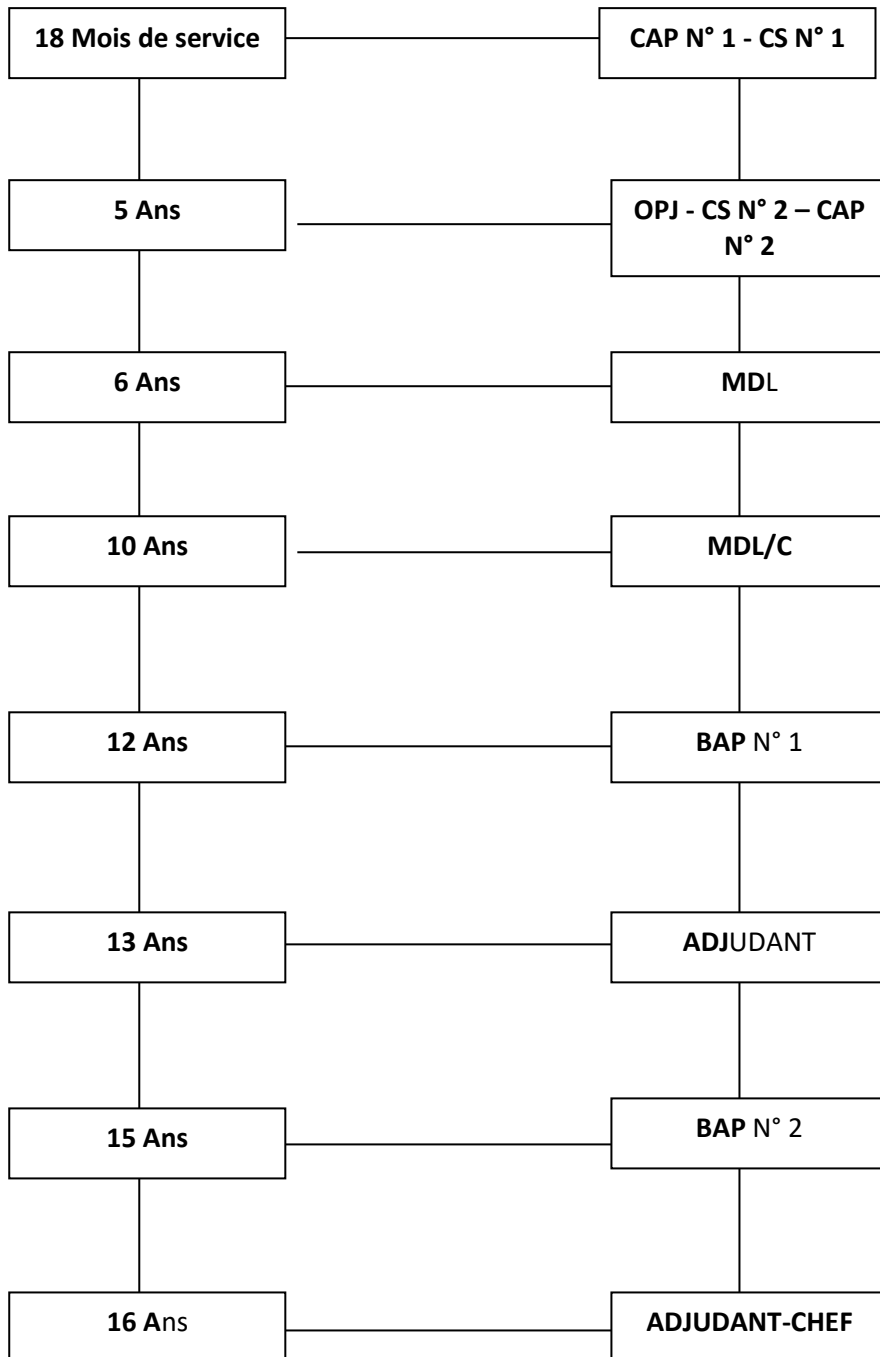 18 Mois de service
CAP N° 1 - CS N° 1
5 Ans
OPJ - CS N° 2 – CAP
N° 2
6 Ans
MDL
10 Ans
MDL/C
12 Ans
BAP N° 1
13 Ans
ADJUDANT
15 Ans
BAP N° 2
16 Ans
ADJUDANT-CHEF